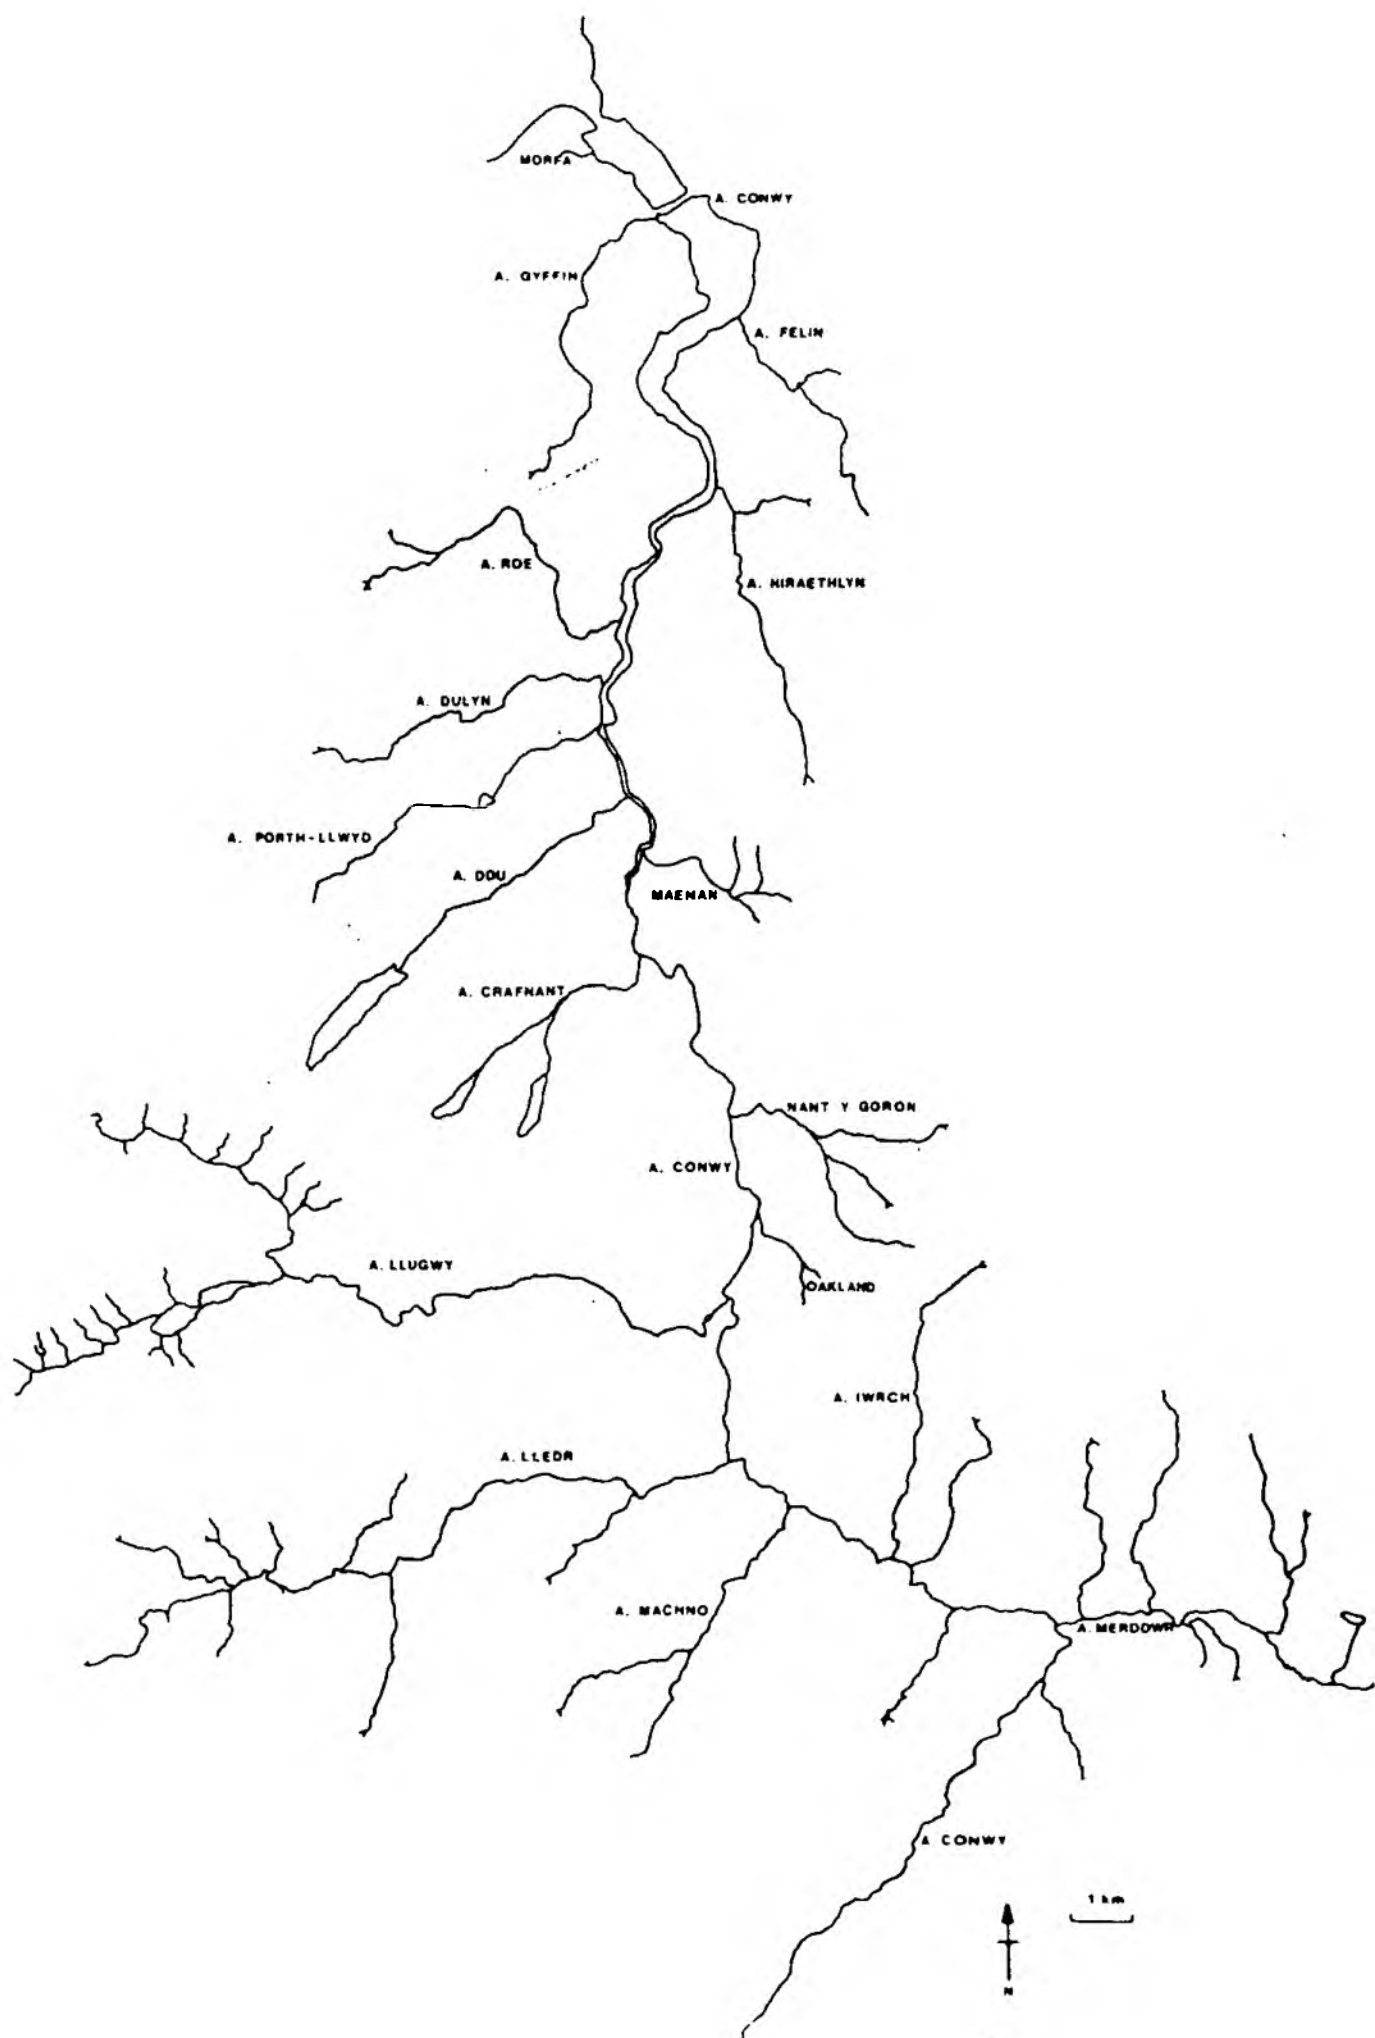 MORFA
A. CONWY
A. GYFFIN
A. FELIN
A. ROE
A. HIRAETHLYN
A. DULYN
A. PORTH-LLWYD
A. DDU
MAENAN
A. CRAFNANT
NANT Y GORON
A. CONWY
A. LLUGWY
OAKLAND
A. IWRCH
A. LLEDR
A. MACHNO
A. MERDDWR
A CONWY
1 km
N